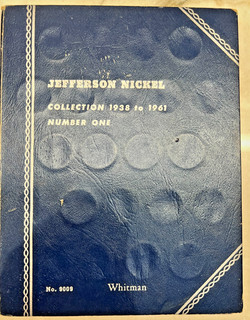 JEFFERSON NICKEL
COLLECTION 1938 to 1961
NUMBER ONE
No. 9009 Whitman